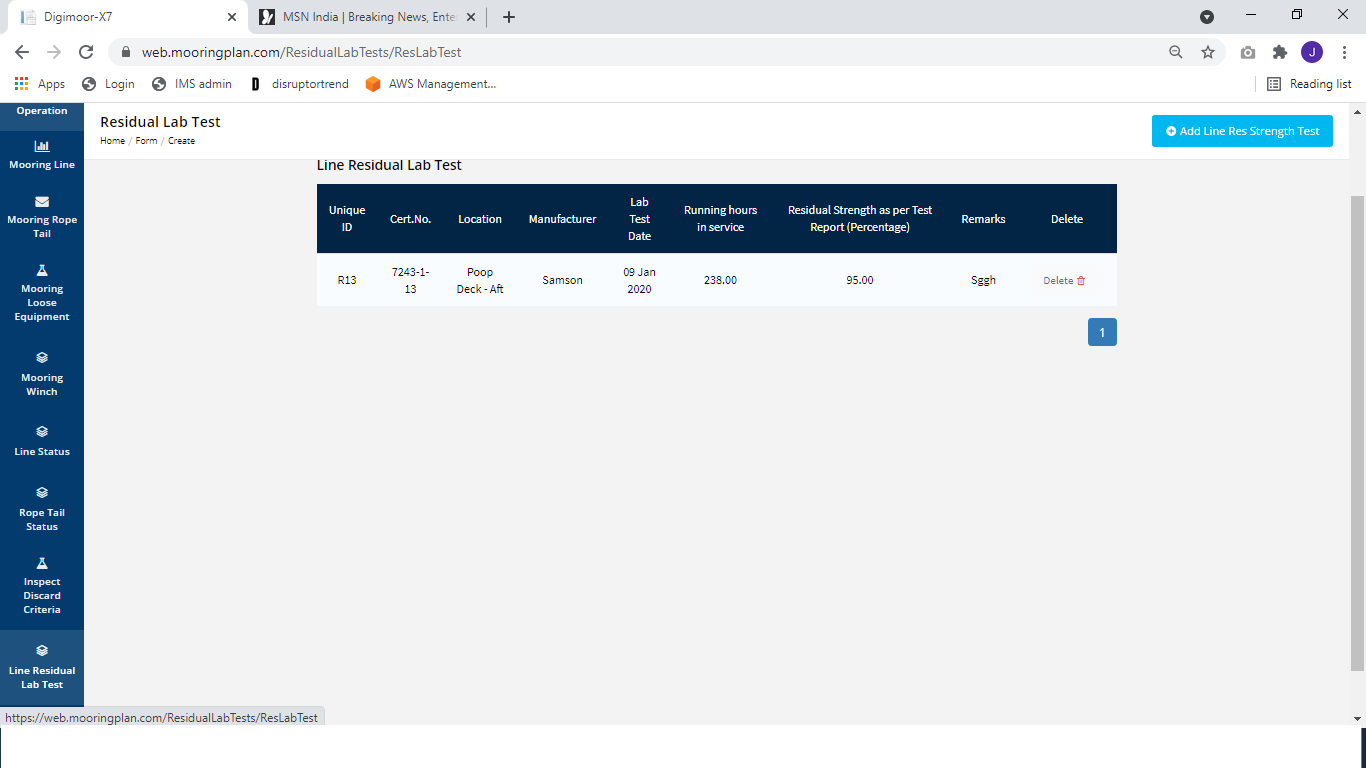 Digimoor-X7
MSN India | Breaking News, Ente
web.mooringplan.com/ResidualLabTests/ResLabTest
J
Apps
Login
IMS admin
D
disruptortrend
AWS Management...
Reading list
Operation
Mooring Line
Mooring Rope
Tail
Mooring
Loose
Equipment
Mooring
Winch
Line Status
Rope Tail
Status
Inspect
Discard
Criteria
Line Residual
Lab Test
Residual Lab Test
Home / Form / Create
Add Line Res Strength Test
Line Residual Lab Test
Unique
ID
Cert.No.
Location
Manufacturer
Lab
Test
Date
Running hours
in service
Residual Strength as per Test
Report (Percentage)
Remarks
Delete
R13
7243-1-
13
Poop
Deck - Aft
Samson
09 Jan
2020
238.00
95.00
Sggh
Delete
1
https://web.mooringplan.com/ResidualLabTests/ResLabTest